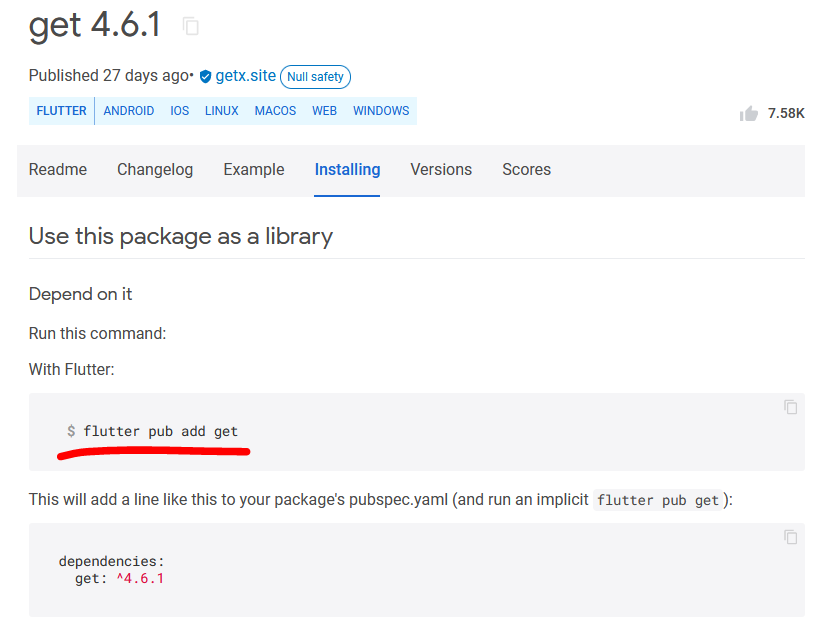 get 4.6.1
Published 27 days ago• getx.site Null safety
FLUTTER ANDROID IOS LINUX MACOS WEB WINDOWS
7.58K
Readme Changelog Example Installing Versions Scores
Use this package as a library
Depend on it
Run this command:
With Flutter:
$ flutter pub add get
This will add a line like this to your package's pubspec.yaml (and run an implicit flutter pub get):
dependencies:
  get: ^4.6.1